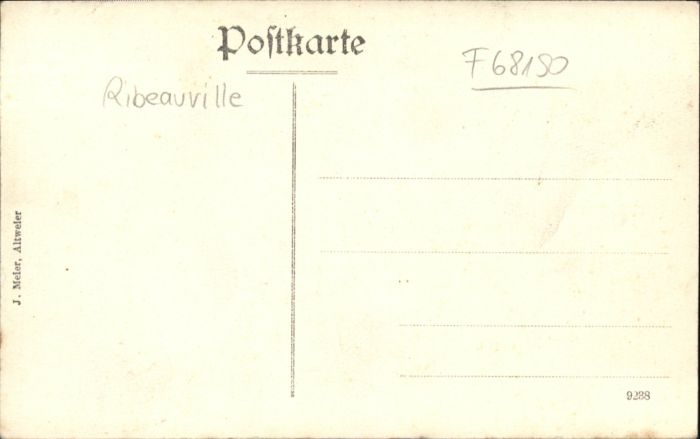 Postkarte
F68150
Ribeauville
J. Meier, Altweier
9288